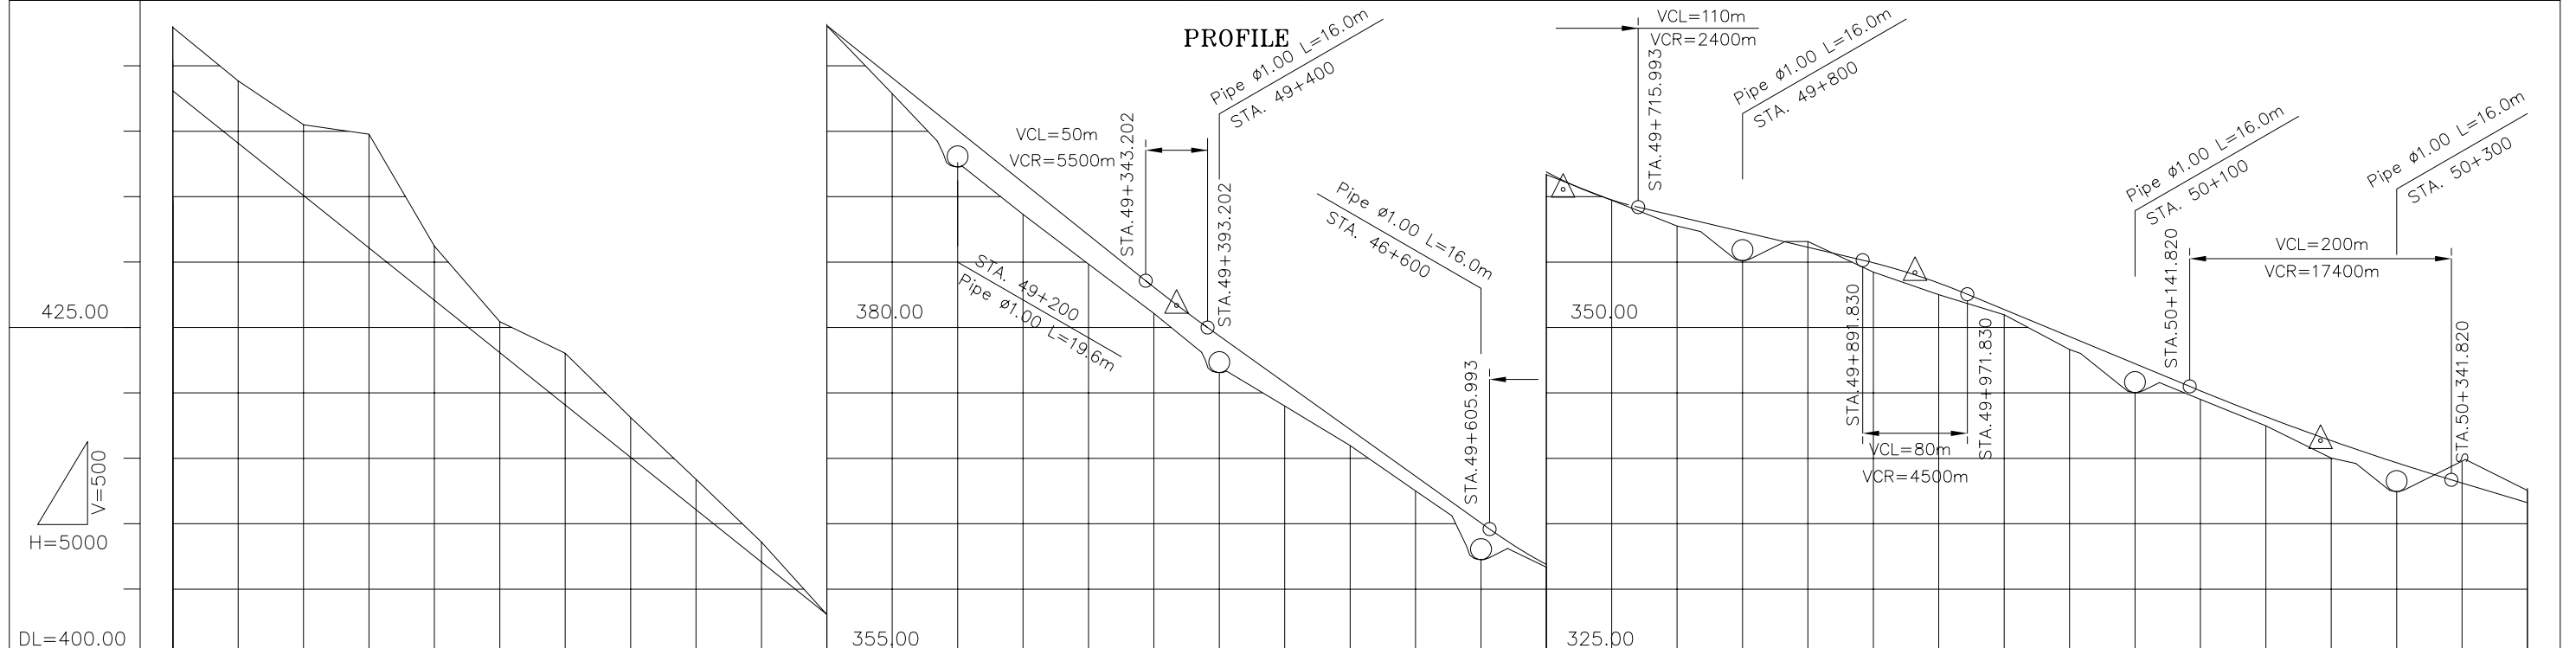 PROFILE
425.00
V=500
H=5000
DL=400.00
380.00
355.00
STA. 49+200
Pipe ø1.00 L=19.6m
VCL=50m
VCR=5500m
STA.49+343.202
STA.49+393.202
Pipe ø1.00 L=16.0m
STA. 49+400
Pipe ø1.00 L=16.0m
STA. 46+600
STA.49+605.993
VCL=110m
VCR=2400m
STA.49+715.993
Pipe ø1.00 L=16.0m
STA. 49+800
350.00
325.00
STA.49+891.830
VCL=80m
VCR=4500m
STA.49+971.830
Pipe ø1.00 L=16.0m
STA. 50+100
STA.50+141.820
VCL=200m
VCR=17400m
STA.50+341.820
Pipe ø1.00 L=16.0m
STA. 50+300